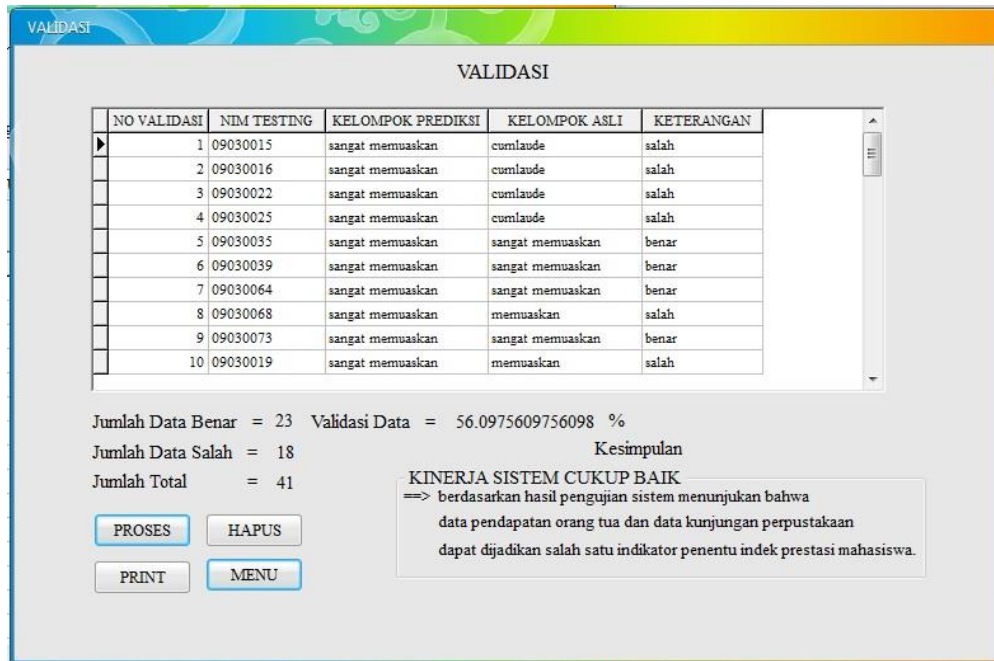 VALIDASI
VALIDASI
NO VALIDASI NIM TESTING KELOMPOK PREDIKSI KELOMPOK ASLI KETERANGAN
1 09030015 sangat memuaskan cumlaude salah
2 09030016 sangat memuaskan cumlaude salah
3 09030022 sangat memuaskan cumlaude salah
4 09030025 sangat memuaskan cumlaude salah
5 09030035 sangat memuaskan sangat memuaskan benar
6 09030039 sangat memuaskan sangat memuaskan benar
7 09030064 sangat memuaskan sangat memuaskan benar
8 09030068 sangat memuaskan memuaskan salah
9 09030073 sangat memuaskan sangat memuaskan benar
10 09030019 sangat memuaskan memuaskan salah
Jumlah Data Benar = 23 Validasi Data = 56.0975609756098 %
Jumlah Data Salah = 18 Kesimpulan
Jumlah Total = 41 KINERJA SISTEM CUKUP BAIK
==> berdasarkan hasil pengujian sistem menunjukan bahwa
data pendapatan orang tua dan data kunjungan perpustakaan
dapat dijadikan salah satu indikator penentu indek prestasi mahasiswa.
PROSES HAPUS
PRINT MENU